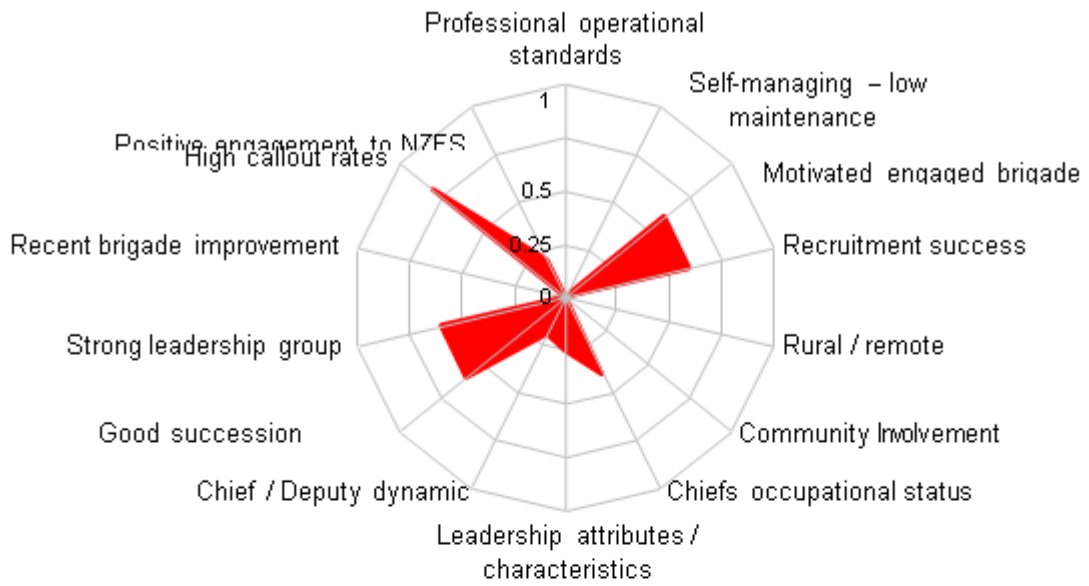 Professional operational
standards
Self-managing – low
maintenance
1
Positive engagement to NZFS
High callout rates
Motivated engaged brigade
0.5
Recent brigade improvement
0.25
Recruitment success
0
Strong leadership group
Rural / remote
Good succession
Community Involvement
Chief / Deputy dynamic
Chiefs occupational status
Leadership attributes /
characteristics